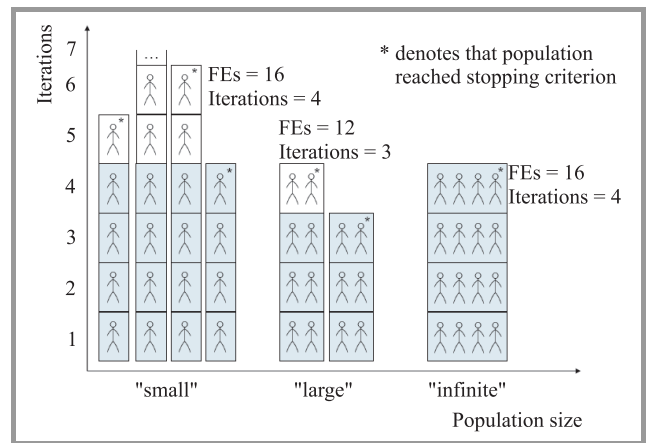 Iterations
7
6
5
4
3
2
1
...
*
*
*
*
*
*
* denotes that population
reached stopping criterion
FEs = 16
Iterations = 4
FEs = 12
Iterations = 3
FEs = 16
Iterations = 4
"small"
"large"
"infinite"
Population size